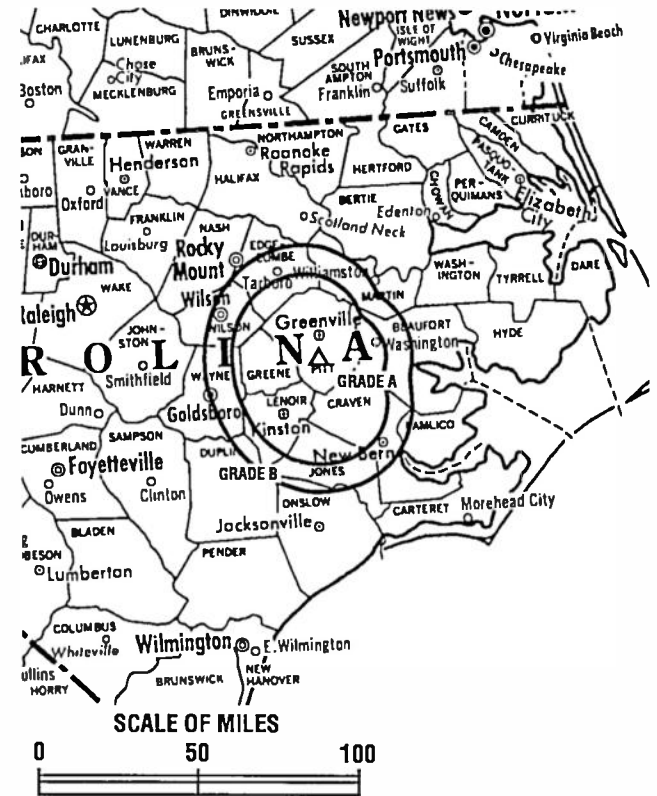 DINWIDDIE
Newport News
CHARLOTTE
LUNENBURG
SUSSEX
ISLE OF
WIGHT
Virginia Beach
BRUNS-
WICK
Portsmouth
Chesapeake
Chase
City
SOUTH
AMPTON
Suffolk
Franklin
MECKLENBURG
Emporia
GREENSVILLE
Boston
CURRITUCK
GATES
CAMDEN
NORTHAMPTON
WARREN
GRAN-
VILLE
Henderson
Roanoke
Rapids
HERTFORD
PASQUO-
TANK
VANCE
Oxford
HALIFAX
BERTIE
CHOWAN
PER-
QUIMANS
Elizabeth
City
FRANKLIN
Scotland Neck
Edenton
Louisburg
NASH
EDGE-
COMBE
DUR-
HAM
Durham
Rocky
Mount
Tarboro
Williamston
WASH-
INGTON
TYRRELL
DARE
WAKE
Wilson
MARTIN
Raleigh
WILSON
Greenville
BEAUFORT
Washington
HYDE
JOHN-
STON
R O L I N A
PITT
Smithfield
WAYNE
GREENE
GRADE A
HARNETT
LENOIR
CRAVEN
Dunn
Goldsboro
Kinston
PAMLICO
SAMPSON
CUMBERLAND
DUPLIN
New Bern
Fayetteville
GRADE B
JONES
Owens
Clinton
ONSLOW
CARTERET
Morehead City
Jacksonville
BLADEN
PENDER
Lumberton
COLUMBUS
Whiteville
Wilmington
E. Wilmington
HORRY
BRUNSWICK
NEW
HANOVER
SCALE OF MILES
0 50 100